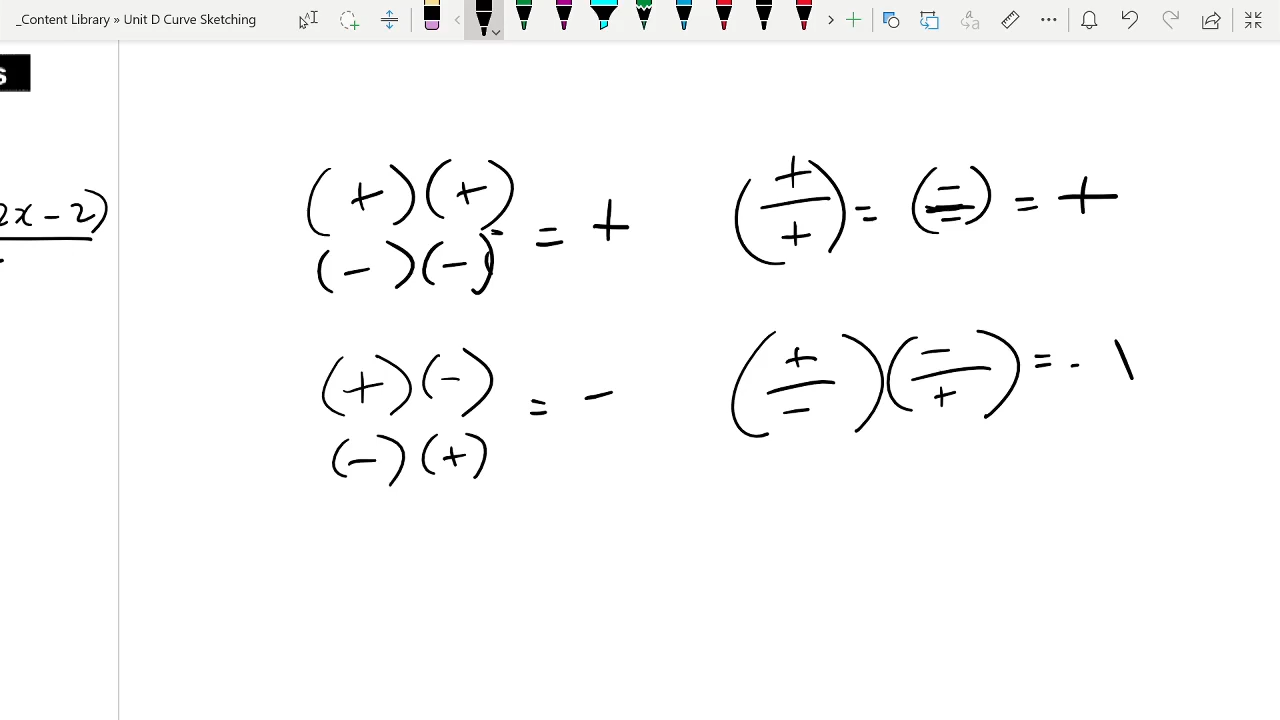 _Content Library » Unit D Curve Sketching
s
2x - 2)
(+)(+)
(-)(-) = +
(+/+) = (-/-) = +
(+)(-)
(-)(+) = -
(+/-)(-/+) = - \